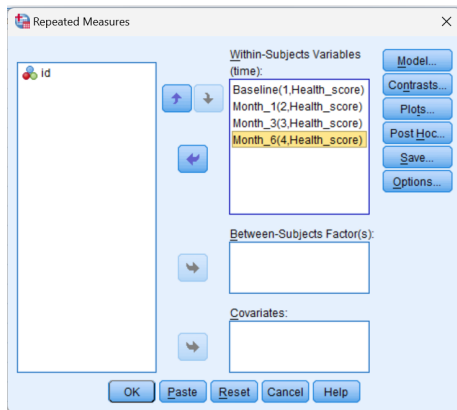 Repeated Measures
id
Within-Subjects Variables
(time):
Baseline(1,Health_score)
Month_1(2,Health_score)
Month_3(3,Health_score)
Month_6(4,Health_score)
Between-Subjects Factor(s):
Covariates:
Model...
Contrasts...
Plots...
Post Hoc...
Save...
Options...
OK
Paste
Reset
Cancel
Help